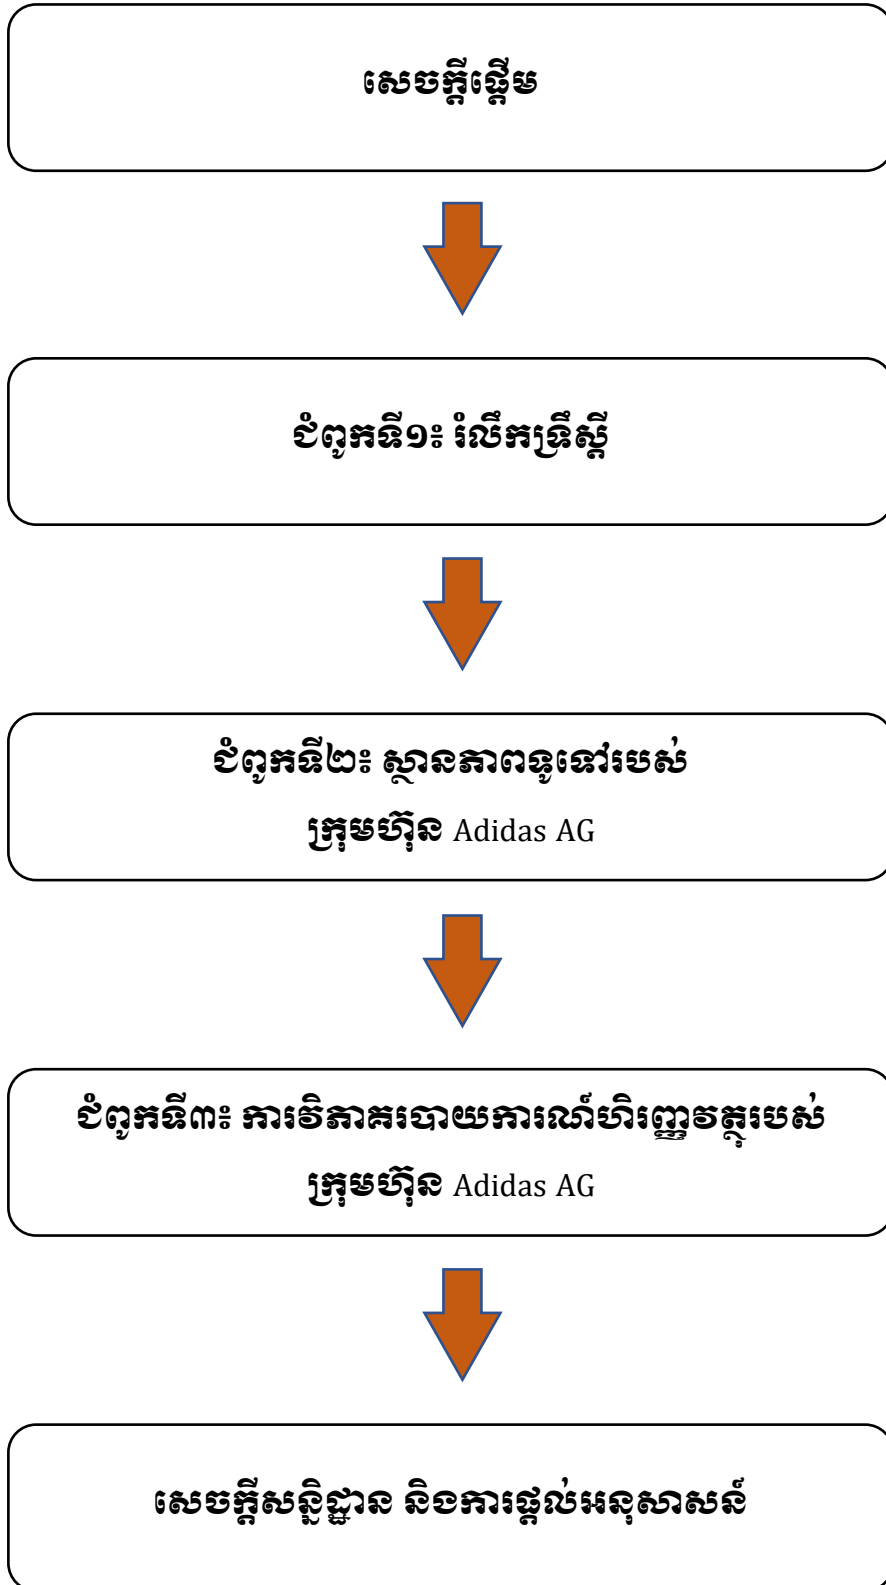 សេចក្តីផ្តើម
ជំពូកទី១៖ រំលឹកទ្រឹស្តី
ជំពូកទី២៖ ស្ថានភាពទូទៅរបស់
ក្រុមហ៊ុន Adidas AG
ជំពូកទី៣៖ ការវិភាគរបាយការណ៍ហិរញ្ញវត្ថុរបស់
ក្រុមហ៊ុន Adidas AG
សេចក្តីសន្និដ្ឋាន និងការផ្តល់អនុសាសន៍